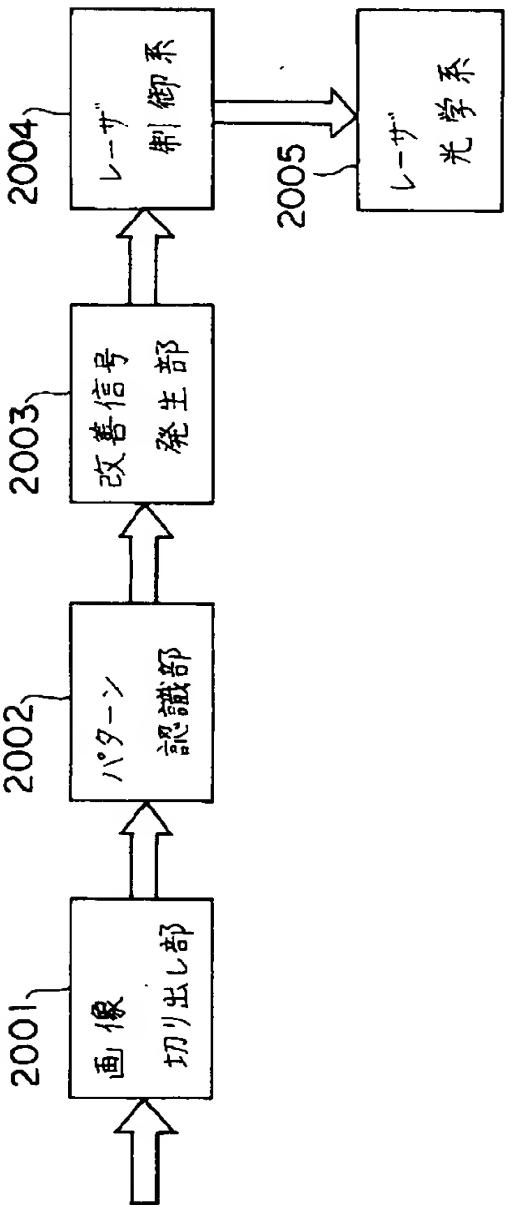 2001
画像
切り出し部
2002
パターン
認識部
2003
改善信号
発生部
2004
レーザ
制御系
2005
レーザ
光学系